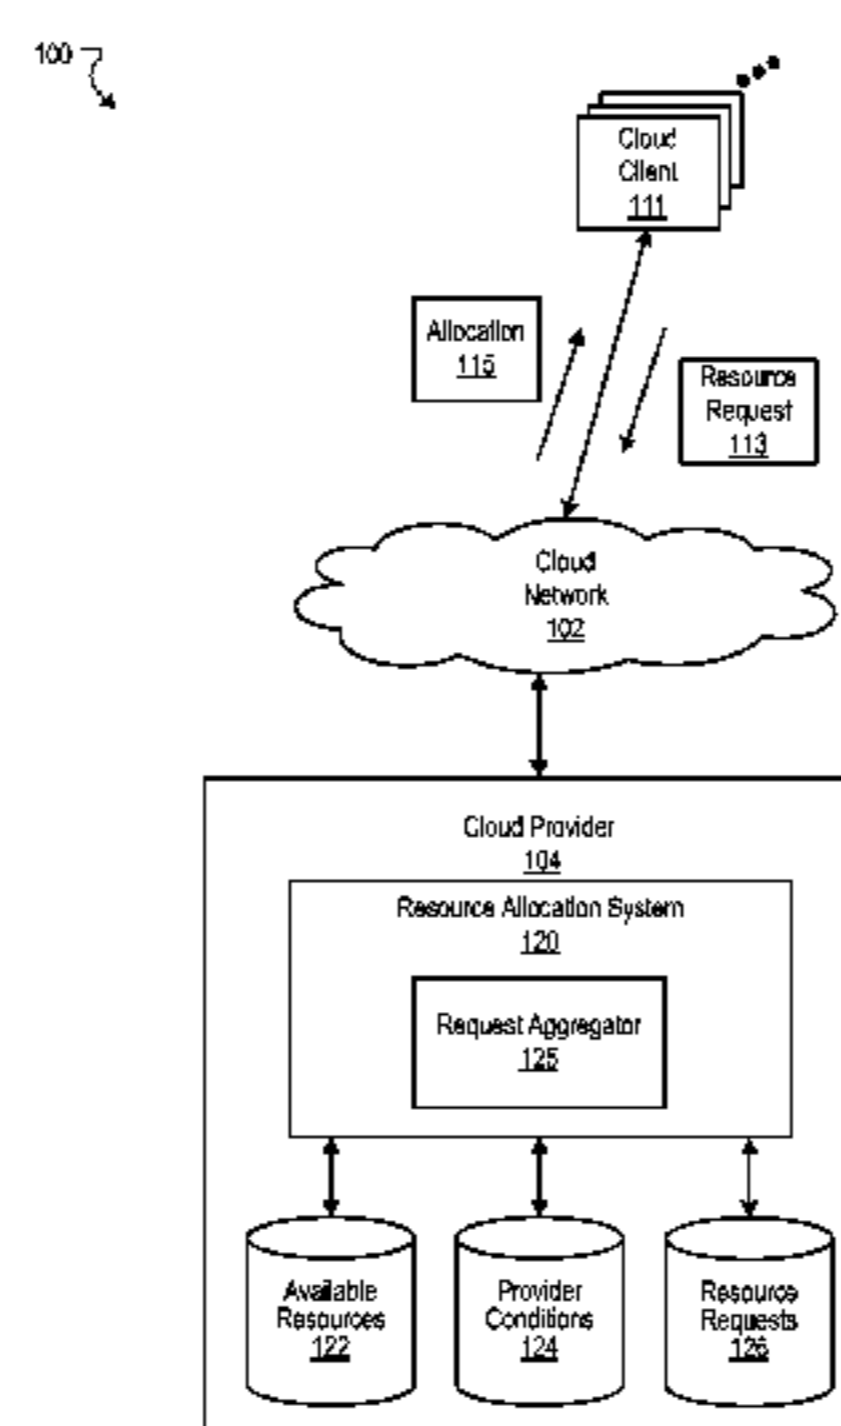 100
Cloud
Client
111
Allocation
115
Resource
Request
113
Cloud
Network
102
Cloud Provider
104
Resource Allocation System
120
Request Aggregator
125
Available
Resources
122
Provider
Conditions
124
Resource
Requests
126